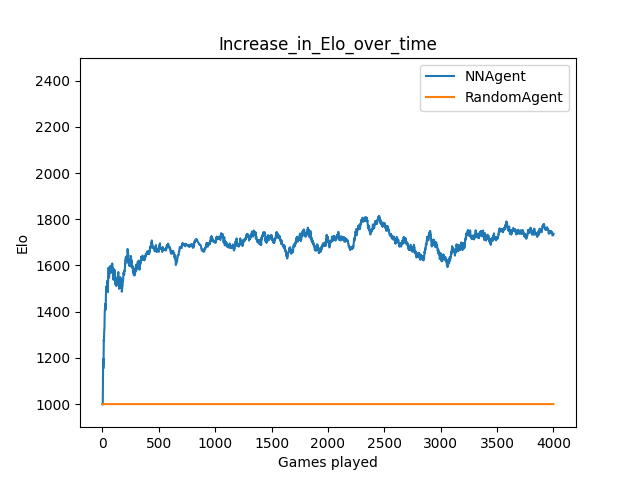 Increase_in_Elo_over_time
NNAgent
RandomAgent
2400
2200
2000
1800
1600
1400
1200
1000
Elo
0 500 1000 1500 2000 2500 3000 3500 4000
Games played